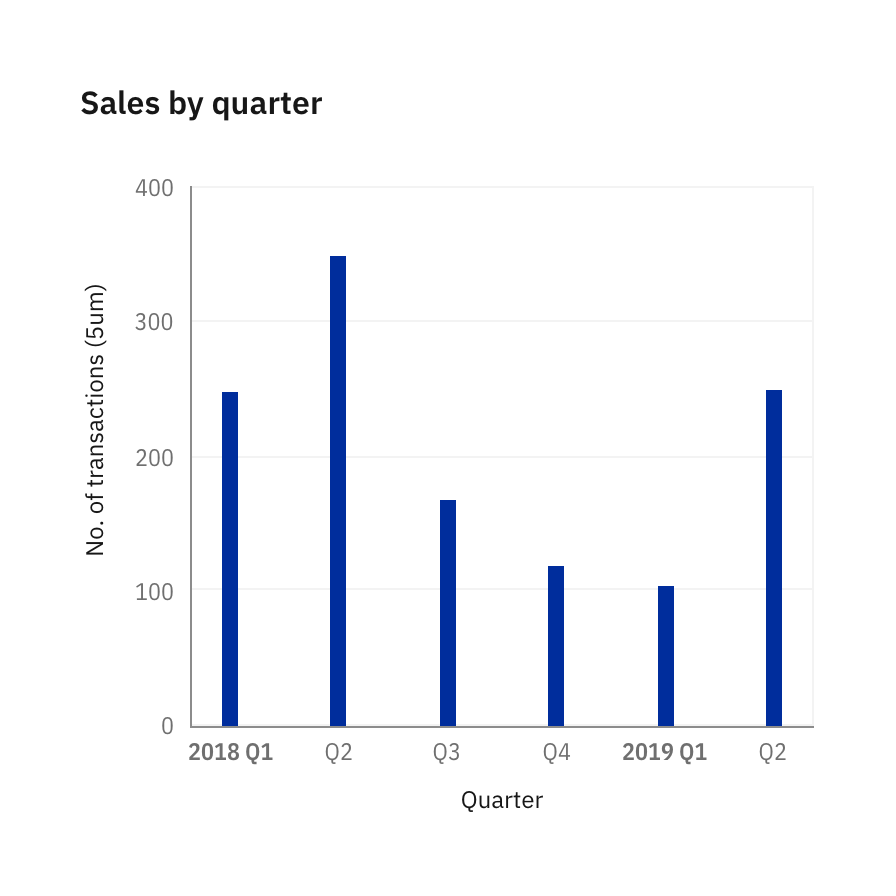 Sales by quarter
No. of transactions (5um)
400
300
200
100
0
2018 Q1 Q2 Q3 Q4 2019 Q1 Q2
Quarter